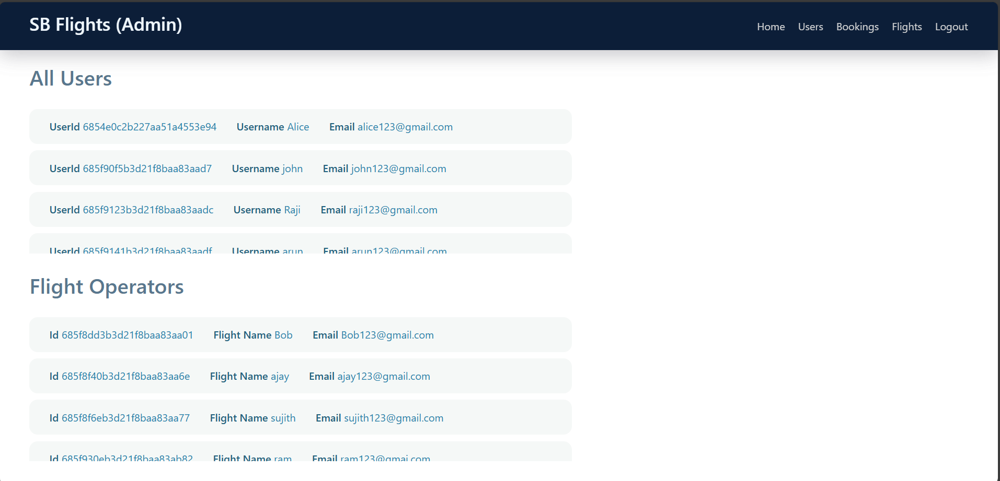 SB Flights (Admin)
Home Users Bookings Flights Logout
All Users
UserId 6854e0c2b227aa51a4553e94 Username Alice Email alice123@gmail.com
UserId 685f90f5b3d21f8baa83aad7 Username john Email john123@gmail.com
UserId 685f9123b3d21f8baa83aadc Username Raji Email raji123@gmail.com
UserId 685f9141b3d21f8baa83aadf Username arun Email arun123@gmail.com
Flight Operators
Id 685f8dd3b3d21f8baa83aa01 Flight Name Bob Email Bob123@gmail.com
Id 685f8f40b3d21f8baa83aa6e Flight Name ajay Email ajay123@gmail.com
Id 685f8f6eb3d21f8baa83aa77 Flight Name sujith Email sujith123@gmail.com
Id 685f930eb3d21f8baa83ab82 Flight Name ram Email ram123@gmai.com